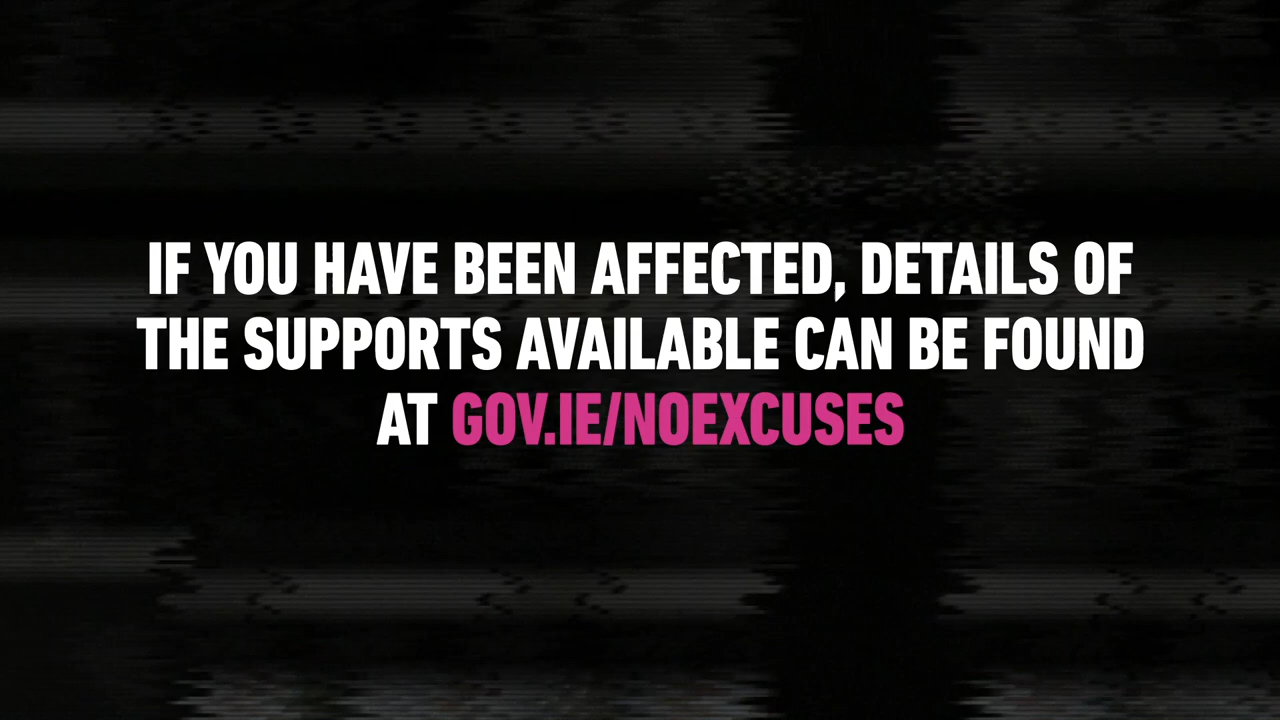 IF YOU HAVE BEEN AFFECTED, DETAILS OF
THE SUPPORTS AVAILABLE CAN BE FOUND
AT GOV.IE/NOEXCUSES